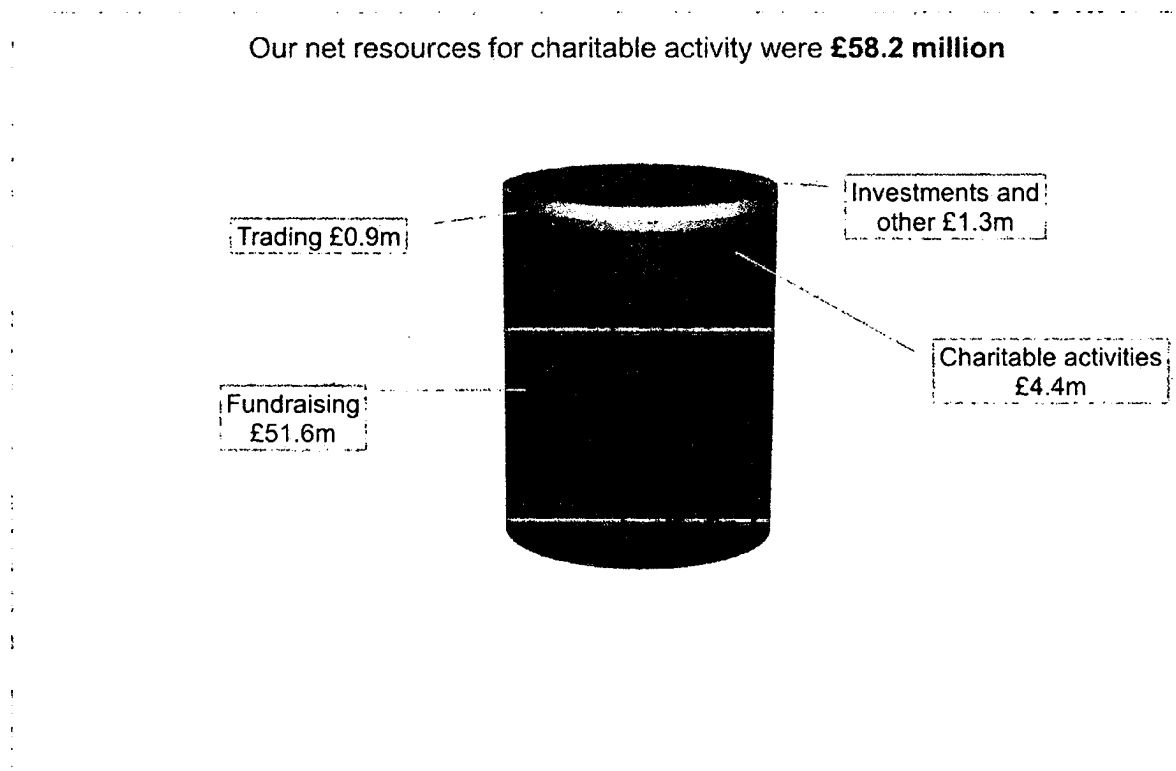 Our net resources for charitable activity were £58.2 million
Investments and
other £1.3m
Trading £0.9m
Charitable activities
£4.4m
Fundraising
£51.6m